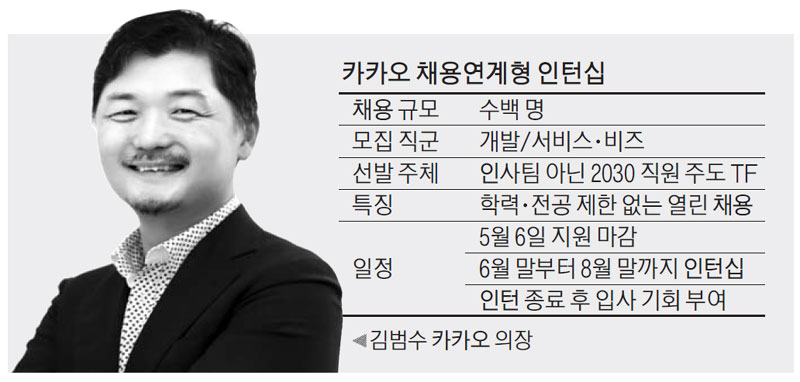 카카오 채용연계형 인턴십
채용 규모 수백 명
모집 직군 개발/서비스·비즈
선발 주체 인사팀 아닌 2030 직원 주도 TF
특징 학력·전공 제한 없는 열린 채용
일정 5월 6일 지원 마감
6월 말부터 8월 말까지 인턴십
인턴 종료 후 입사 기회 부여
◀김범수 카카오 의장